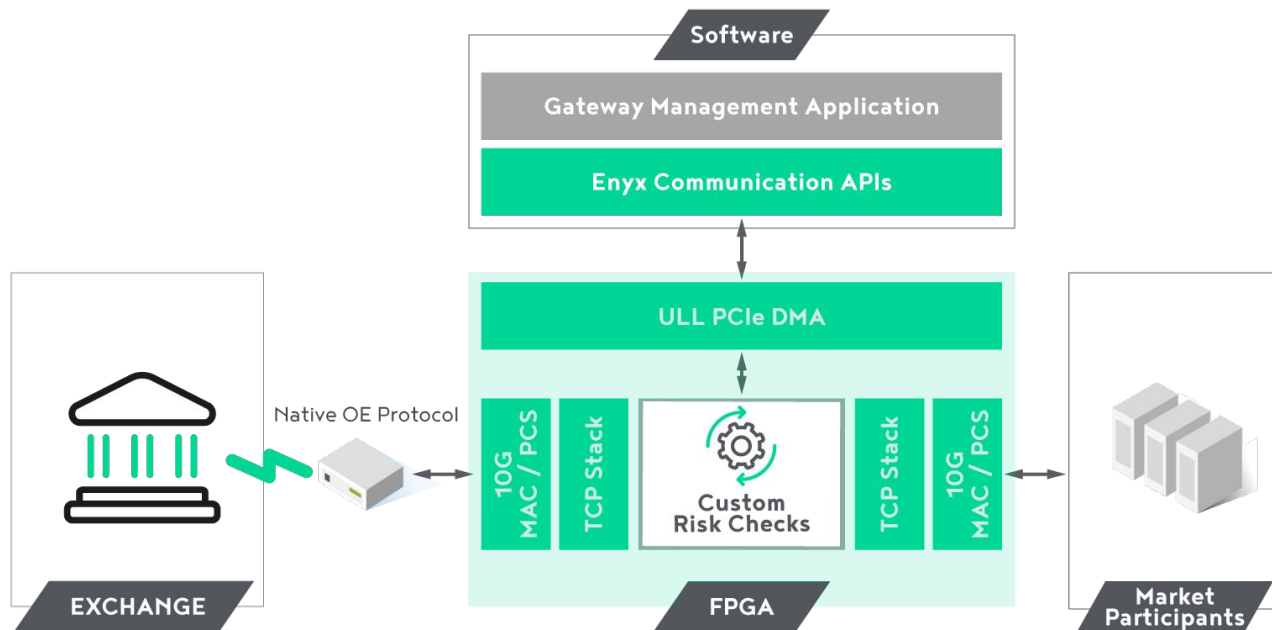 Software
Gateway Management Application
Enyx Communication APIs
ULL PCIe DMA
Native OE Protocol
10G
MAC / PCS
TCP Stack
Custom
Risk Checks
TCP Stack
10G
MAC / PCS
EXCHANGE
FPGA
Market
Participants